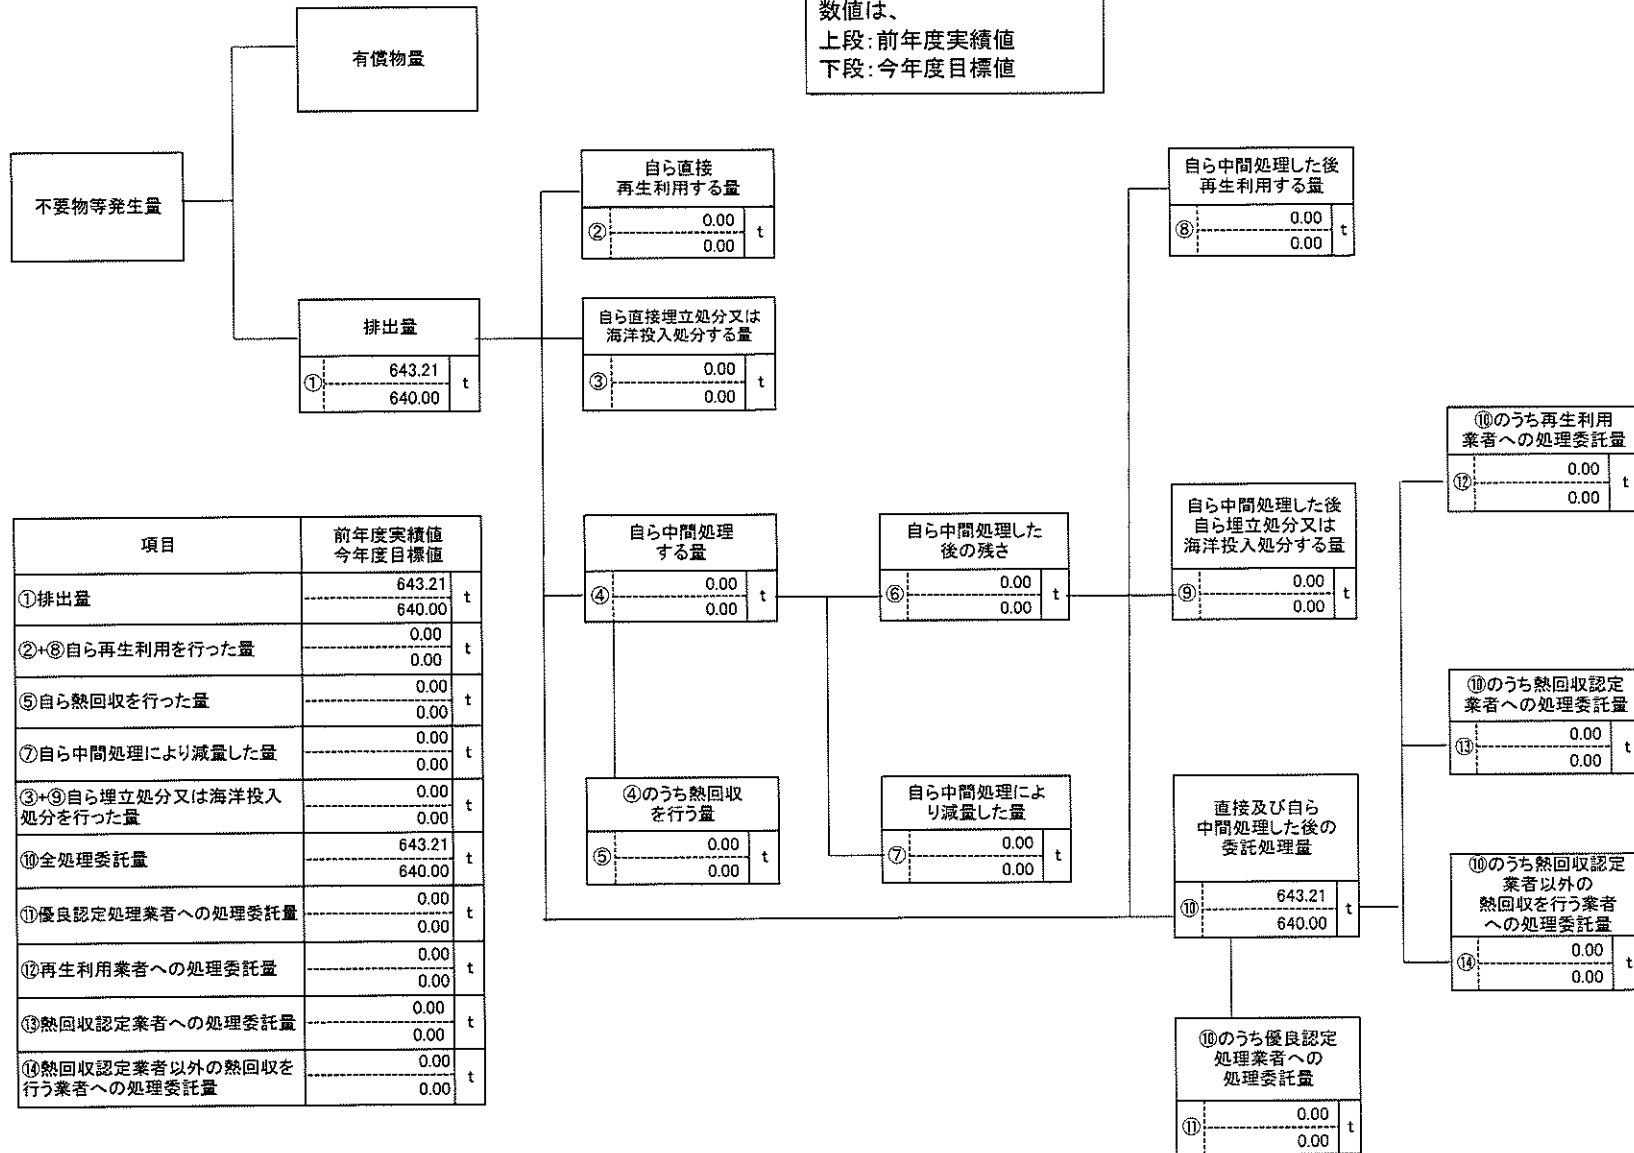 数値は、
上段:前年度実績値
下段:今年度目標値
有償物量
不要物等発生量
排出量
①
643.21
640.00
t
自ら直接
再生利用する量
②
0.00
0.00
t
自ら直接埋立処分又は
海洋投入処分する量
③
0.00
0.00
t
自ら中間処理
する量
④
0.00
0.00
t
④のうち熱回収
を行う量
⑤
0.00
0.00
t
自ら中間処理した
後の残さ
⑥
0.00
0.00
t
自ら中間処理によ
り減量した量
⑦
0.00
0.00
t
自ら中間処理した後
再生利用する量
⑧
0.00
0.00
t
自ら中間処理した後
自ら埋立処分又は
海洋投入処分する量
⑨
0.00
0.00
t
直接及び自ら
中間処理した後の
委託処理量
⑩
643.21
640.00
t
⑩のうち優良認定
処理業者への
処理委託量
⑪
0.00
0.00
t
⑩のうち再生利用
業者への処理委託量
⑫
0.00
0.00
t
⑩のうち熱回収認定
業者への処理委託量
⑬
0.00
0.00
t
⑩のうち熱回収認定
業者以外の
熱回収を行う業者
への処理委託量
⑭
0.00
0.00
t
項目
前年度実績値
今年度目標値
①排出量
643.21
640.00
t
②+⑧自ら再生利用を行った量
0.00
0.00
t
⑤自ら熱回収を行った量
0.00
0.00
t
⑦自ら中間処理により減量した量
0.00
0.00
t
③+⑨自ら埋立処分又は海洋投入
処分を行った量
0.00
0.00
t
⑩全処理委託量
643.21
640.00
t
⑪優良認定処理業者への処理委託量
0.00
0.00
t
⑫再生利用業者への処理委託量
0.00
0.00
t
⑬熱回収認定業者への処理委託量
0.00
0.00
t
⑭熱回収認定業者以外の熱回収を
行う業者への処理委託量
0.00
0.00
t